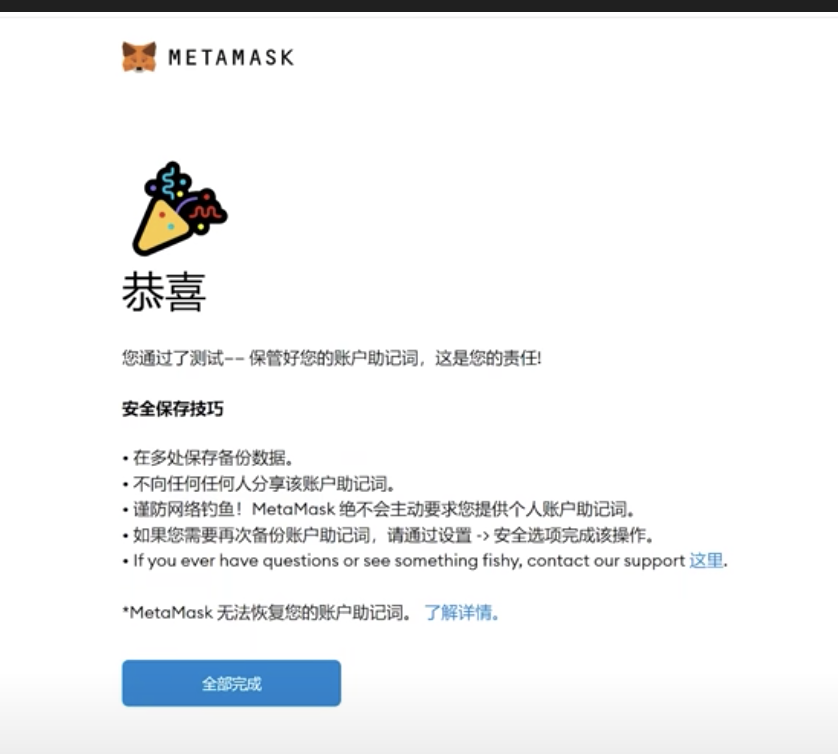 METAMASK
恭喜
您通过了测试–– 保管好您的账户助记词，这是您的责任!
安全保存技巧
• 在多处保存备份数据。
• 不向任何任何人分享该账户助记词。
• 谨防网络钓鱼！MetaMask 绝不会主动要求您提供个人账户助记词。
• 如果您需要再次备份账户助记词，请通过设置 -> 安全选项完成该操作。
• If you ever have questions or see something fishy, contact our support 这里.
*MetaMask 无法恢复您的账户助记词。 了解详情。
全部完成